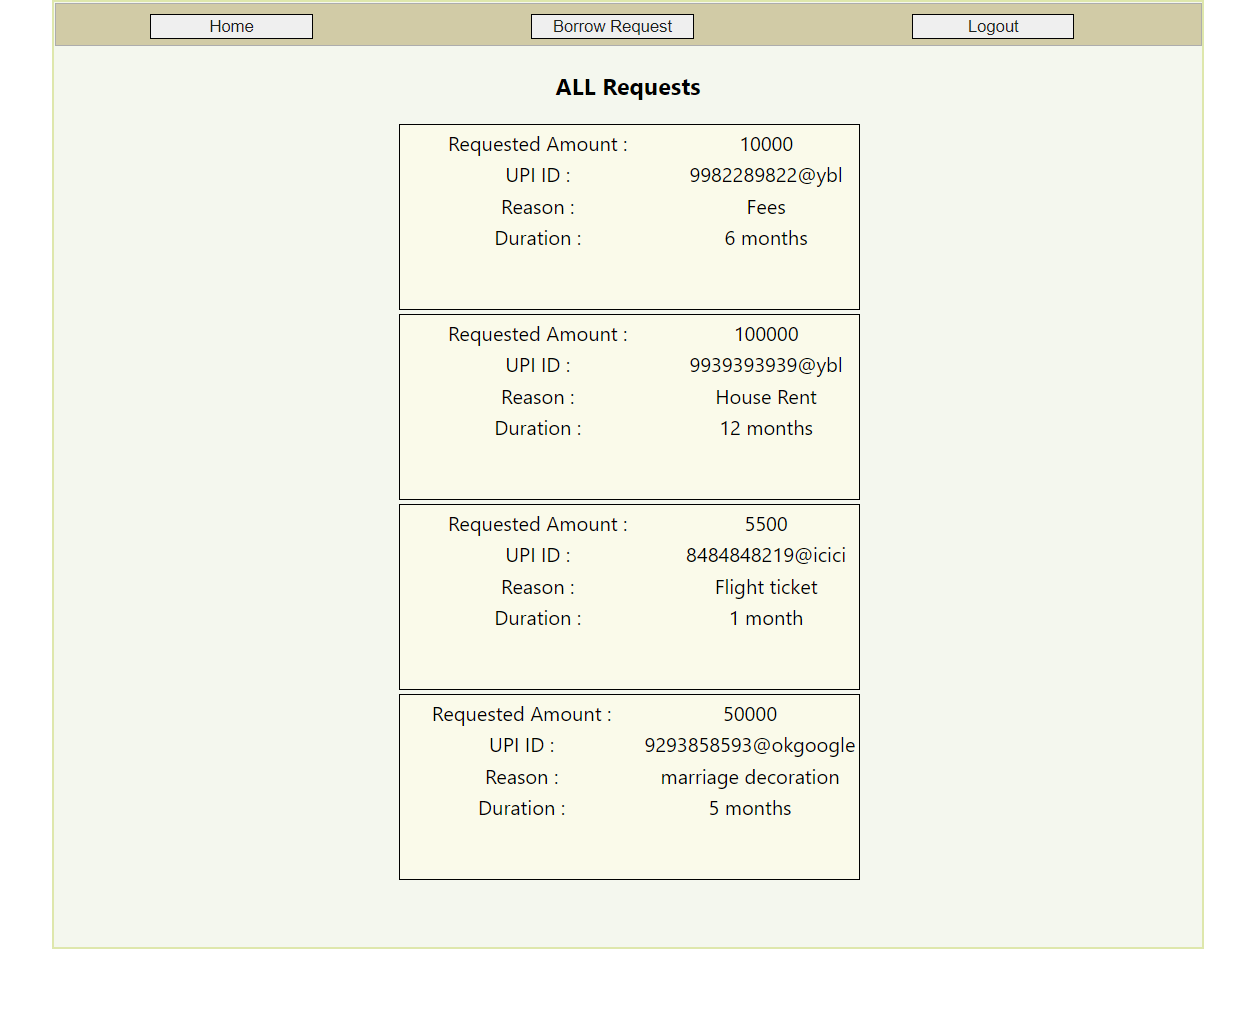 Home Borrow Request Logout
ALL Requests
Requested Amount : 10000
UPI ID : 9982289822@ybl
Reason : Fees
Duration : 6 months
Requested Amount : 100000
UPI ID : 9939393939@ybl
Reason : House Rent
Duration : 12 months
Requested Amount : 5500
UPI ID : 8484848219@icici
Reason : Flight ticket
Duration : 1 month
Requested Amount : 50000
UPI ID : 9293858593@okgoogle
Reason : marriage decoration
Duration : 5 months